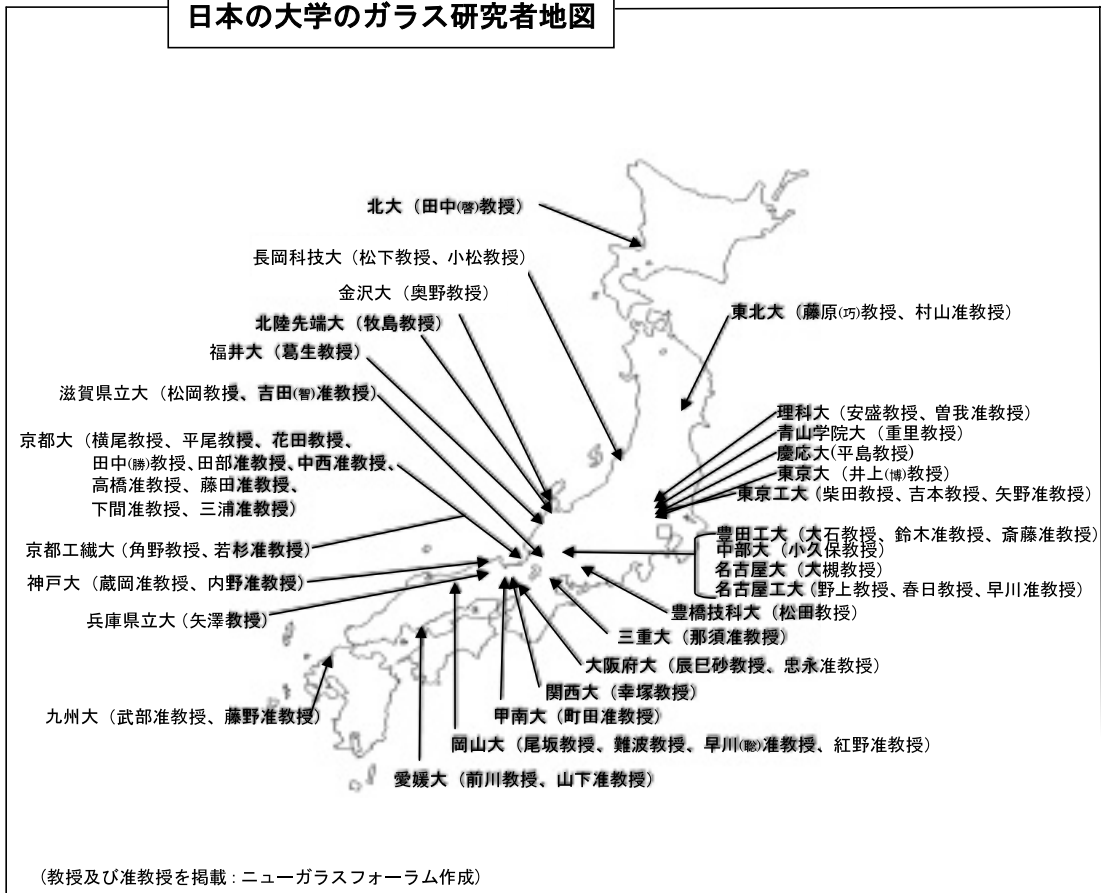 日本の大学のガラス研究者地図
北大（田中(啓)教授）
長岡科技大（松下教授、小松教授）
金沢大（奥野教授）
北陸先端大（牧島教授）
福井大（葛生教授）
滋賀県立大（松岡教授、吉田(智)准教授）
京都大（横尾教授、平尾教授、花田教授、
田中(勝)教授、田部准教授、中西准教授、
高橋准教授、藤田准教授、
下間准教授、三浦准教授）
京都工繊大（角野教授、若杉准教授）
神戸大（蔵岡准教授、内野准教授）
兵庫県立大（矢澤教授）
九州大（武部准教授、藤野准教授）
東北大（藤原(巧)教授、村山准教授）
理科大（安盛教授、曽我准教授）
青山学院大（重里教授）
慶応大(平島教授）
東京大（井上(博)教授）
東京工大（柴田教授、吉本教授、矢野准教授）
豊田工大（大石教授、鈴木准教授、斎藤准教授）
中部大（小久保教授）
名古屋大（大槻教授）
名古屋工大（野上教授、春日教授、早川准教授）
豊橋技科大（松田教授）
三重大（那須准教授）
大阪府大（辰巳砂教授、忠永准教授）
関西大（幸塚教授）
甲南大（町田准教授）
岡山大（尾坂教授、難波教授、早川(聡)准教授、紅野准教授）
愛媛大（前川教授、山下准教授）
（教授及び准教授を掲載：ニューガラスフォーラム作成）